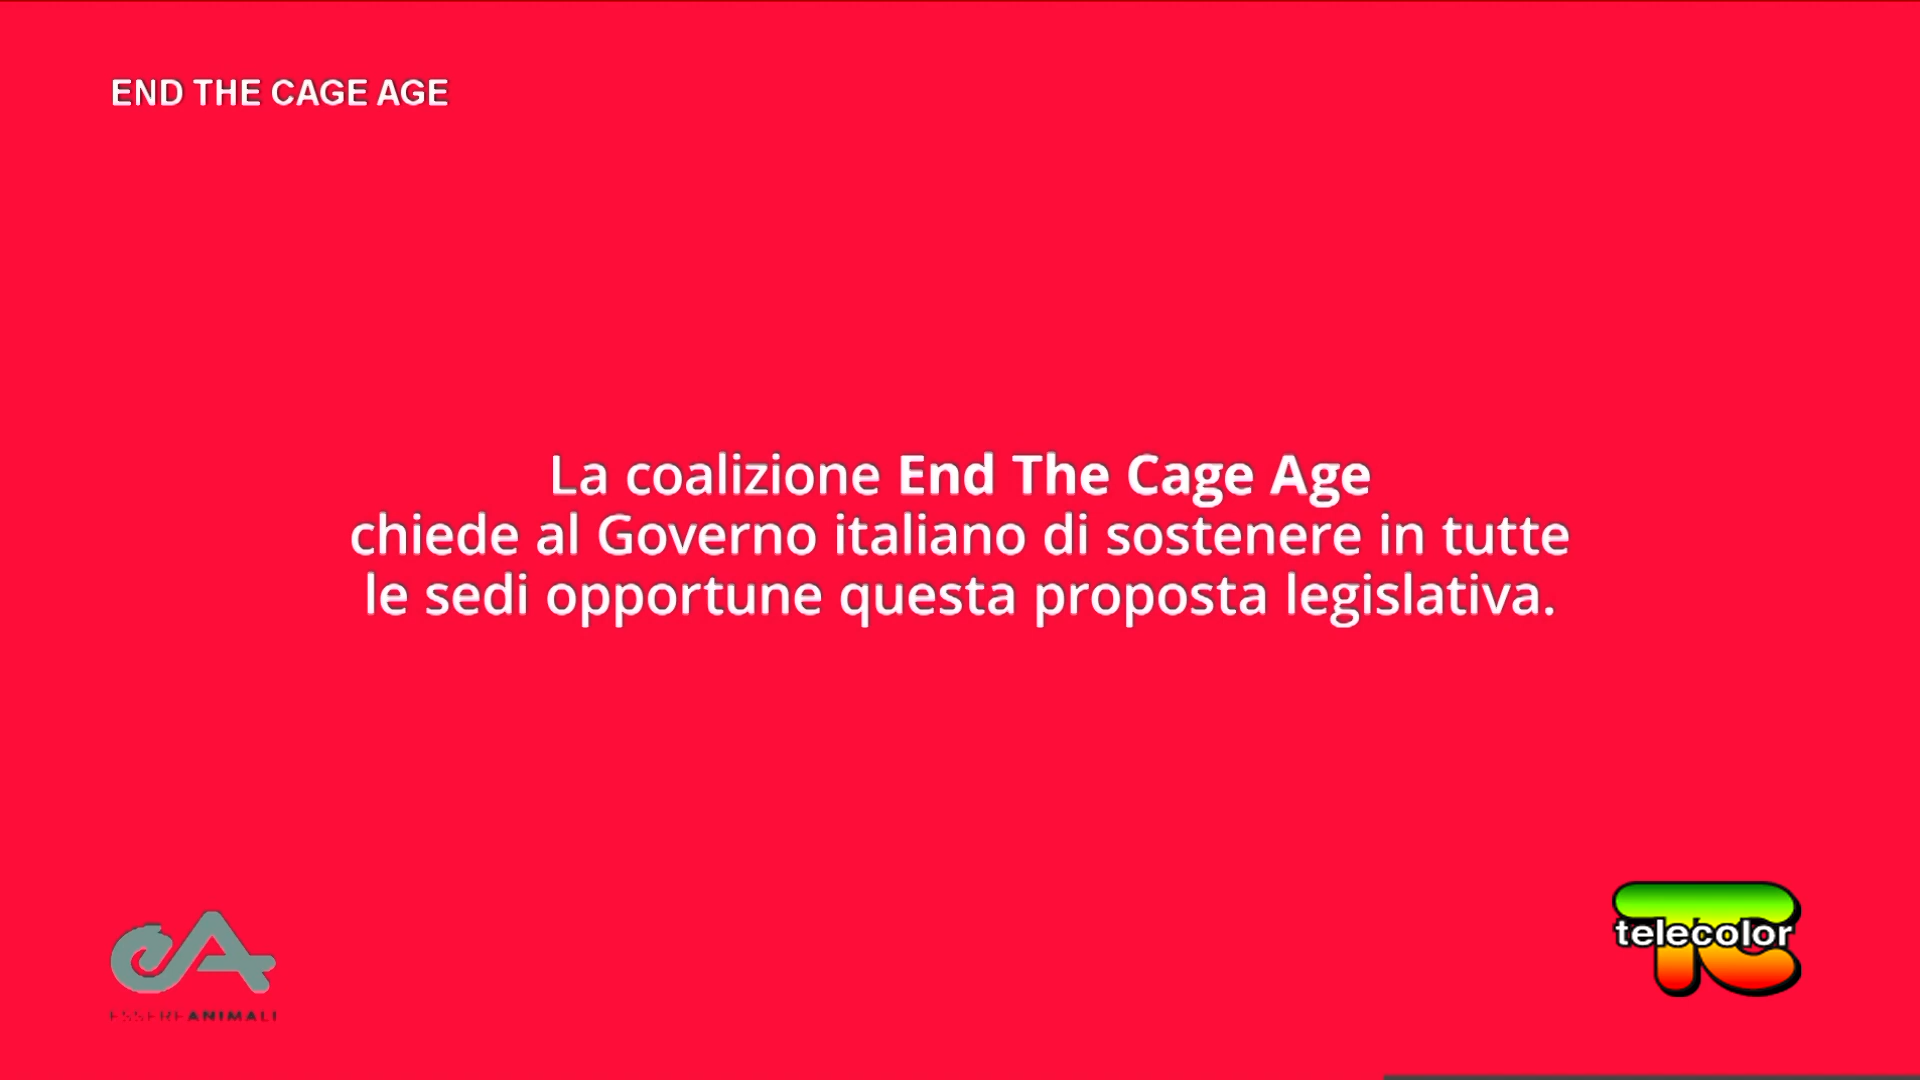 END THE CAGE AGE
La coalizione End The Cage Age
chiede al Governo italiano di sostenere in tutte
le sedi opportune questa proposta legislativa.
ESSEREANIMALI
telecolor